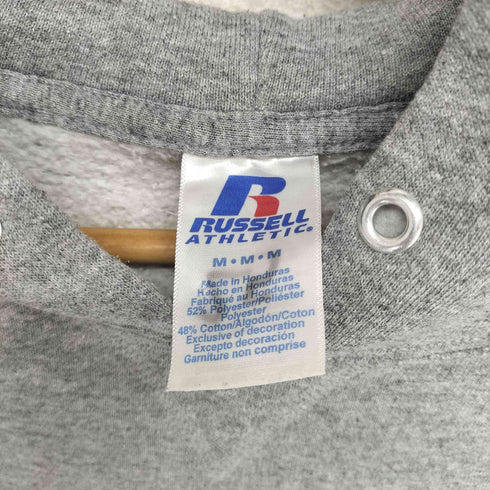 R
RUSSELL
ATHLETIC®
M • M • M
Made in Honduras
Hecho en Honduras
Fabriqué au Honduras
52% Polyester/Poliéster
Polyester
48% Cotton/Algodón/Coton
Exclusive of decoration
Excepto decoración
Garniture non comprise